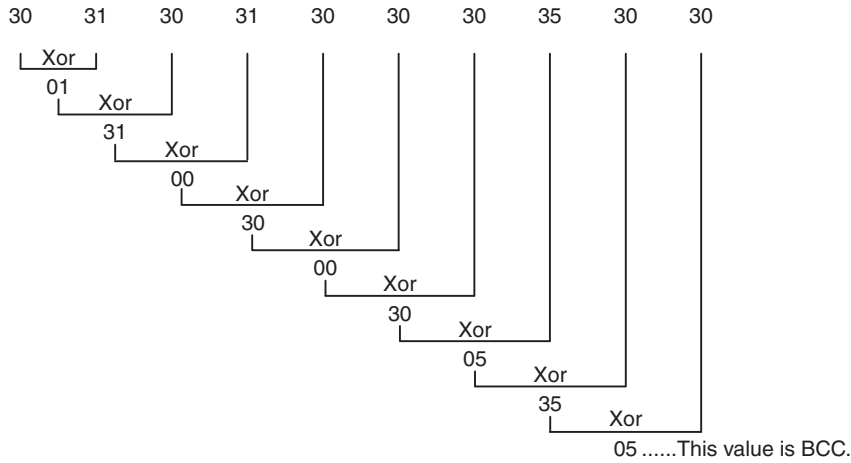 30 31 30 31 30 30 30 35 30 30
Xor
01
Xor
31
Xor
00
Xor
30
Xor
00
Xor
30
Xor
05
Xor
35
Xor
05 ......This value is BCC.